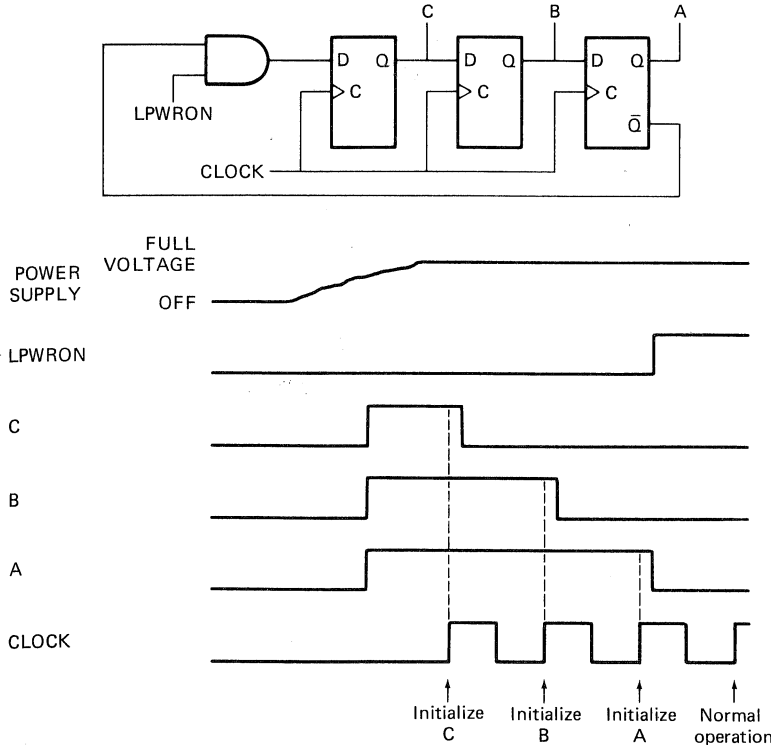 C B A
D Q D Q D Q
C C C
LPWRON
Q̅
CLOCK
FULL
VOLTAGE
POWER
SUPPLY
OFF
LPWRON
C
B
A
CLOCK
Initialize Initialize Initialize Normal
C B A operation